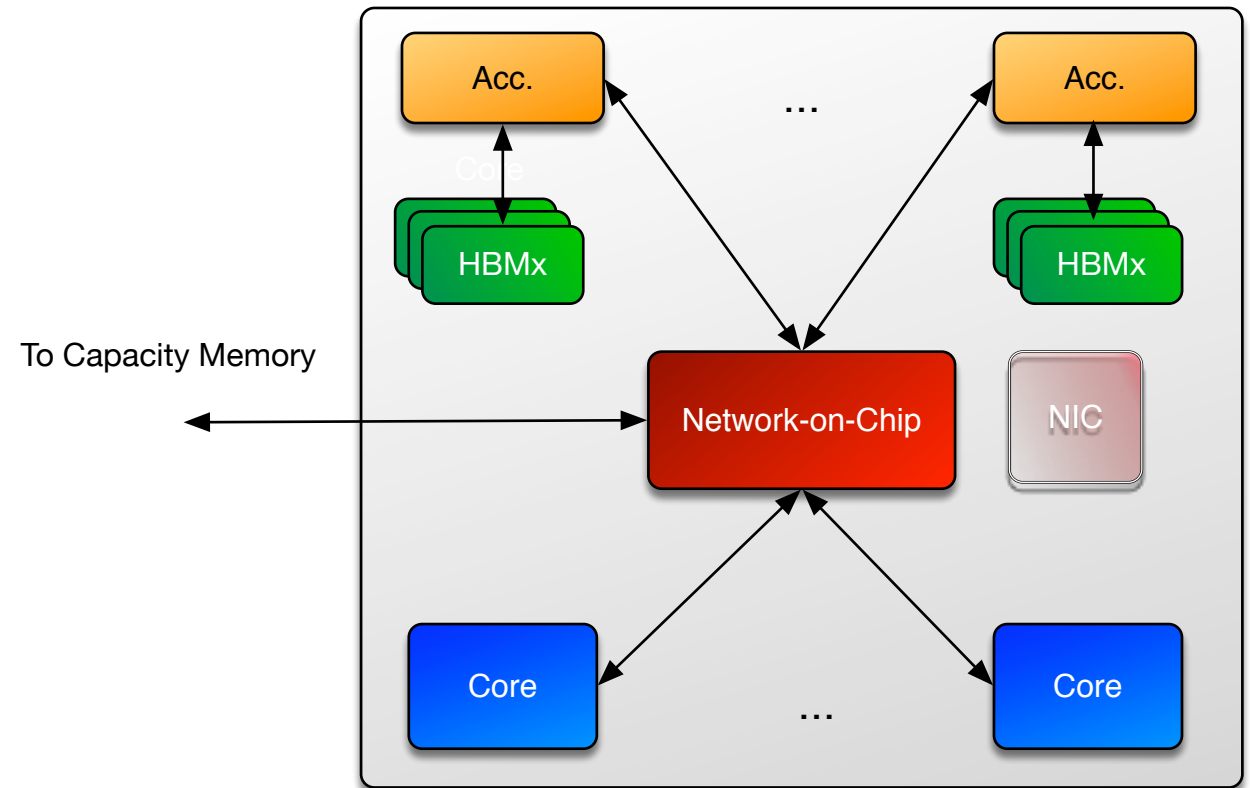 Acc.
...
Acc.
Core
HBMx
HBMx
To Capacity Memory
Network-on-Chip
NIC
Core
...
Core